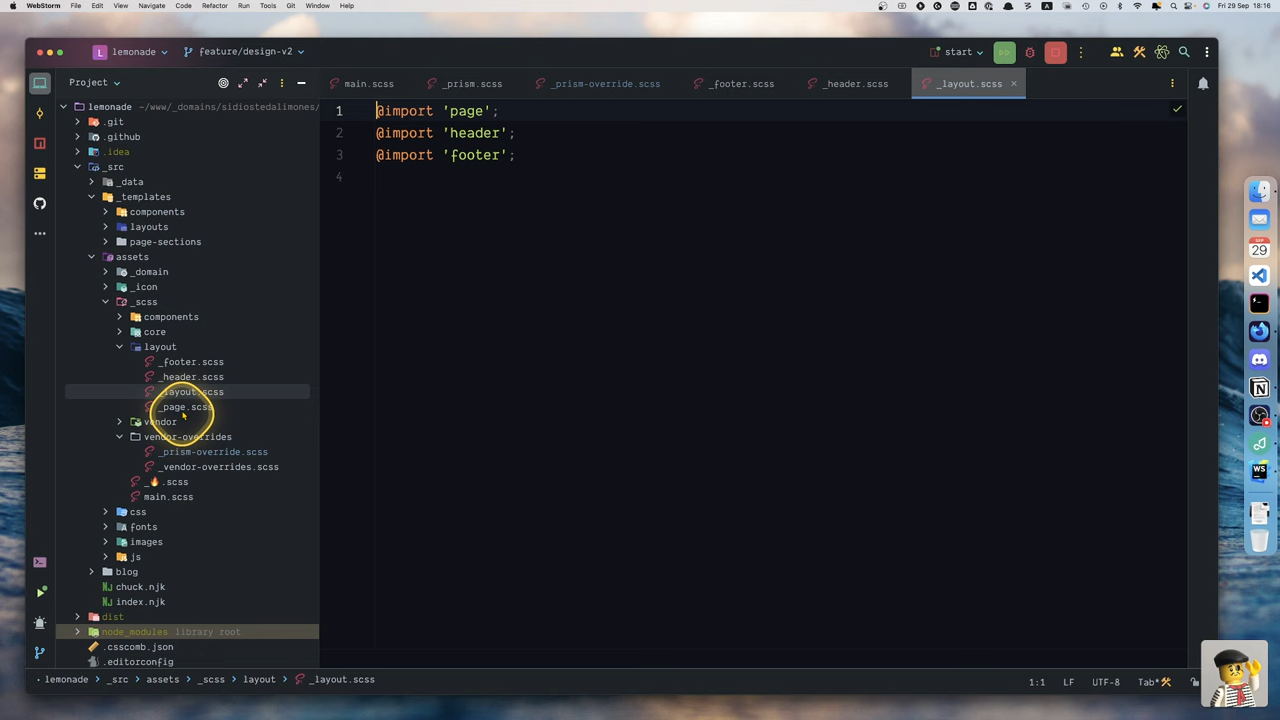 WebStorm File Edit View Navigate Code Refactor Run Tools Git Window Help
Fri 29 Sep 18:16
L lemonade feature/design-v2
start
Project
main.scss
_prism.scss
_prism-override.scss
_footer.scss
_header.scss
_layout.scss
lemonade ~/www/_domains/sidiostedalimones/
.git
.github
.idea
_src
_data
_templates
components
layouts
page-sections
assets
_domain
_icon
_scss
components
core
layout
_footer.scss
_header.scss
_layout.scss
_page.scss
vendor
vendor-overrides
_prism-override.scss
_vendor-overrides.scss
_🔥.scss
main.scss
css
fonts
images
js
blog
chuck.njk
index.njk
dist
node_modules library root
.csscomb.json
.editorconfig
1 @import 'page';
2 @import 'header';
3 @import 'footer';
4
SEP
29
WS
lemonade > _src > assets > _scss > layout > _layout.scss
1:1 LF UTF-8 Tab*